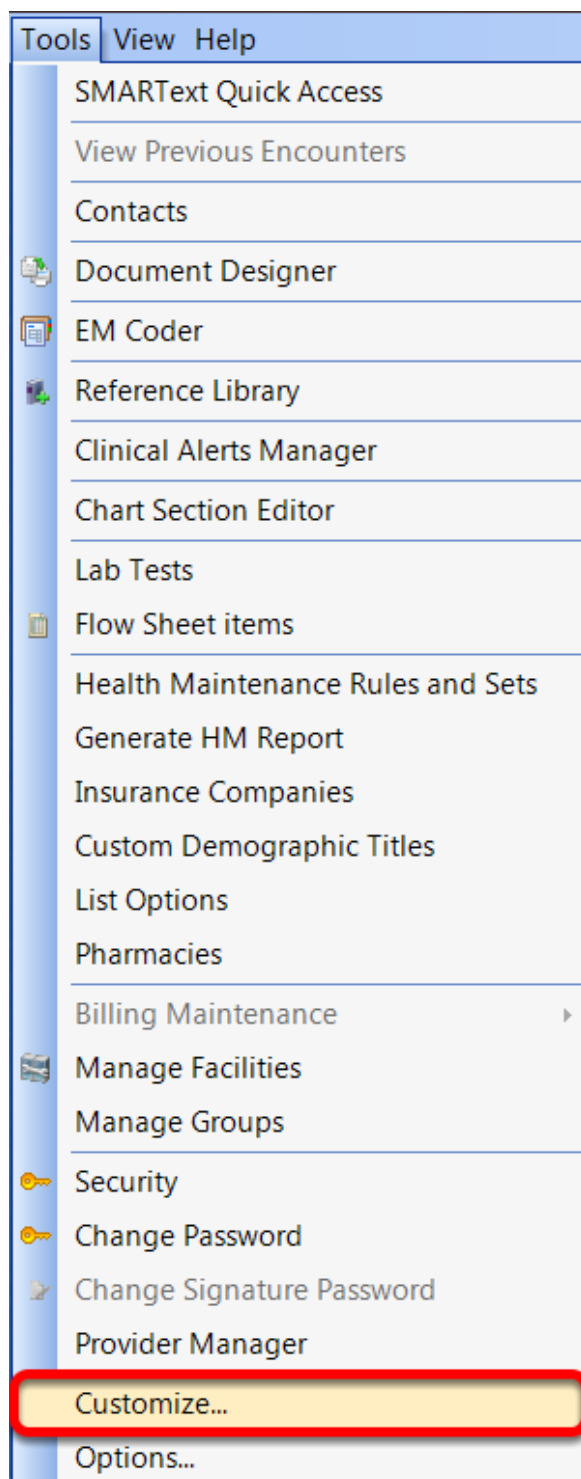 Tools View Help
SMARText Quick Access
View Previous Encounters
Contacts
Document Designer
EM Coder
Reference Library
Clinical Alerts Manager
Chart Section Editor
Lab Tests
Flow Sheet items
Health Maintenance Rules and Sets
Generate HM Report
Insurance Companies
Custom Demographic Titles
List Options
Pharmacies
Billing Maintenance
Manage Facilities
Manage Groups
Security
Change Password
Change Signature Password
Provider Manager
Customize...
Options...